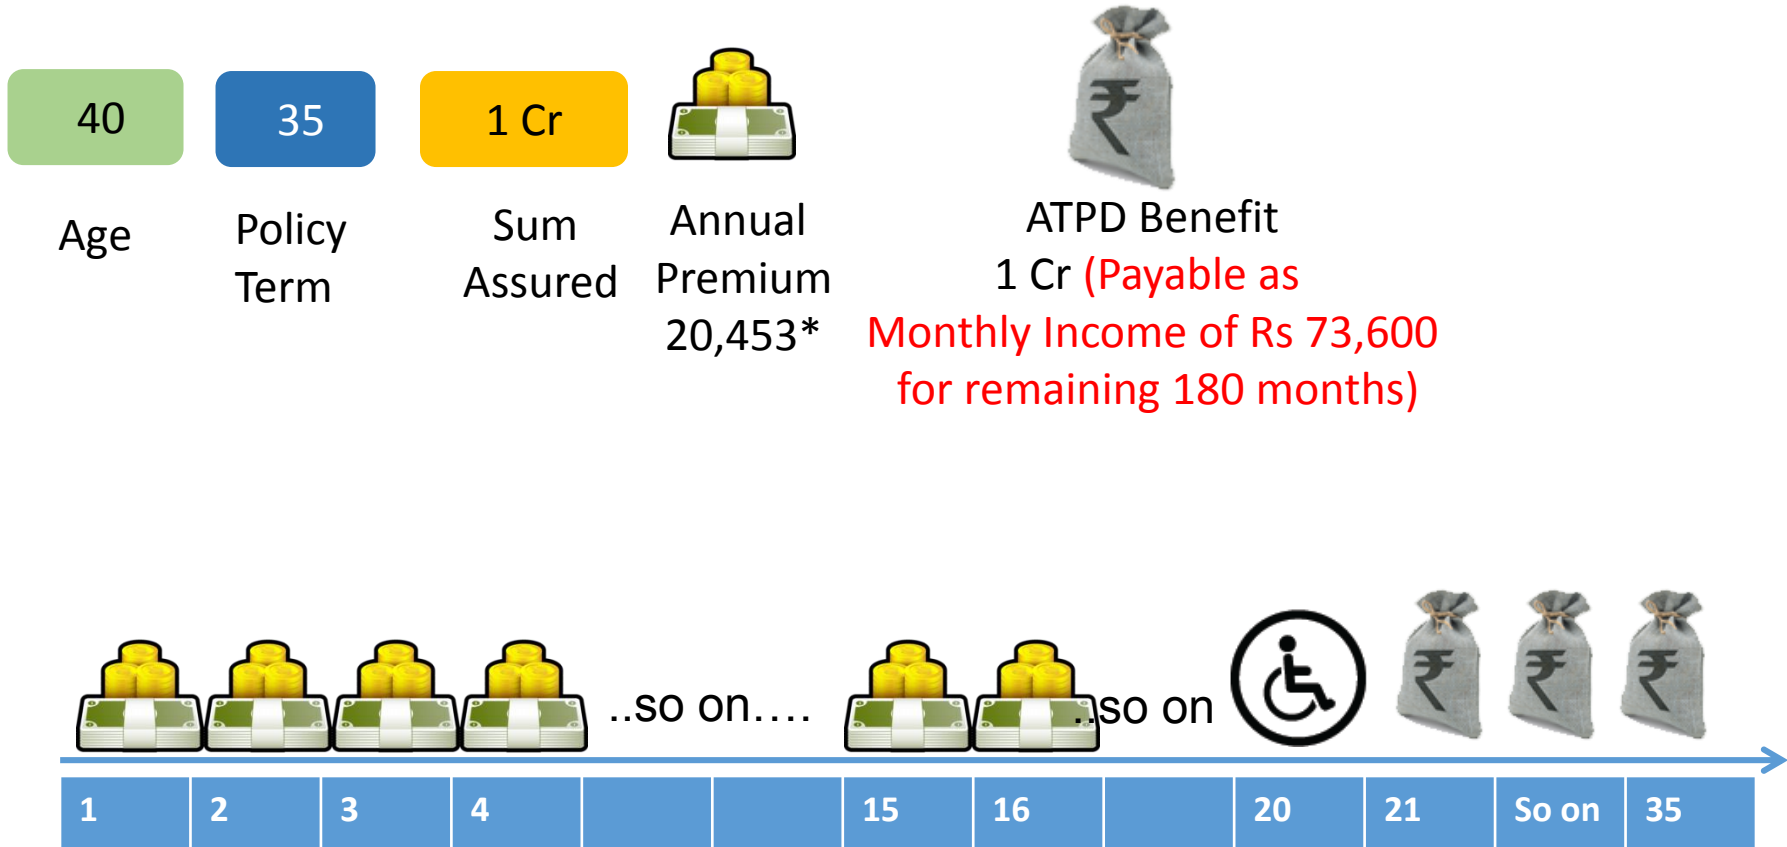 40
35
1 Cr
₹
Age
Policy
Term
Sum
Assured
Annual
Premium
20,453*
ATPD Benefit
1 Cr (Payable as
Monthly Income of Rs 73,600
for remaining 180 months)
..so on....
..so on
₹
₹
₹
1
2
3
4
15
16
20
21
So on
35